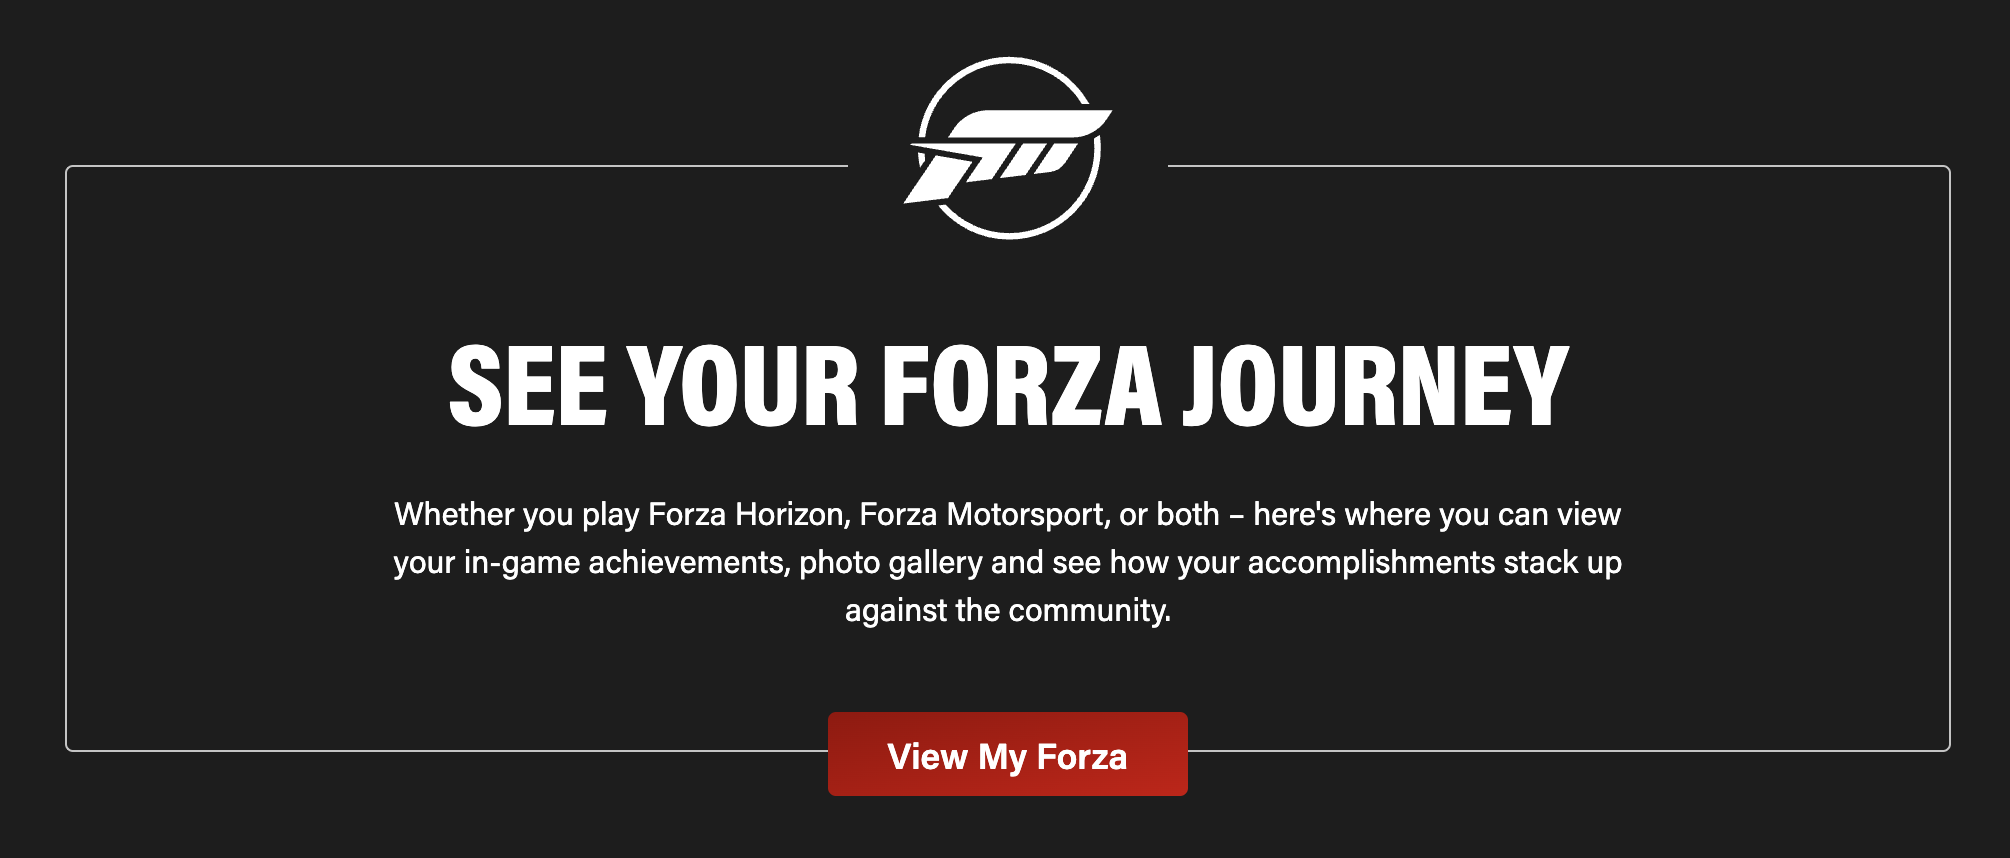 SEE YOUR FORZA JOURNEY
Whether you play Forza Horizon, Forza Motorsport, or both – here's where you can view
your in-game achievements, photo gallery and see how your accomplishments stack up
against the community.
View My Forza